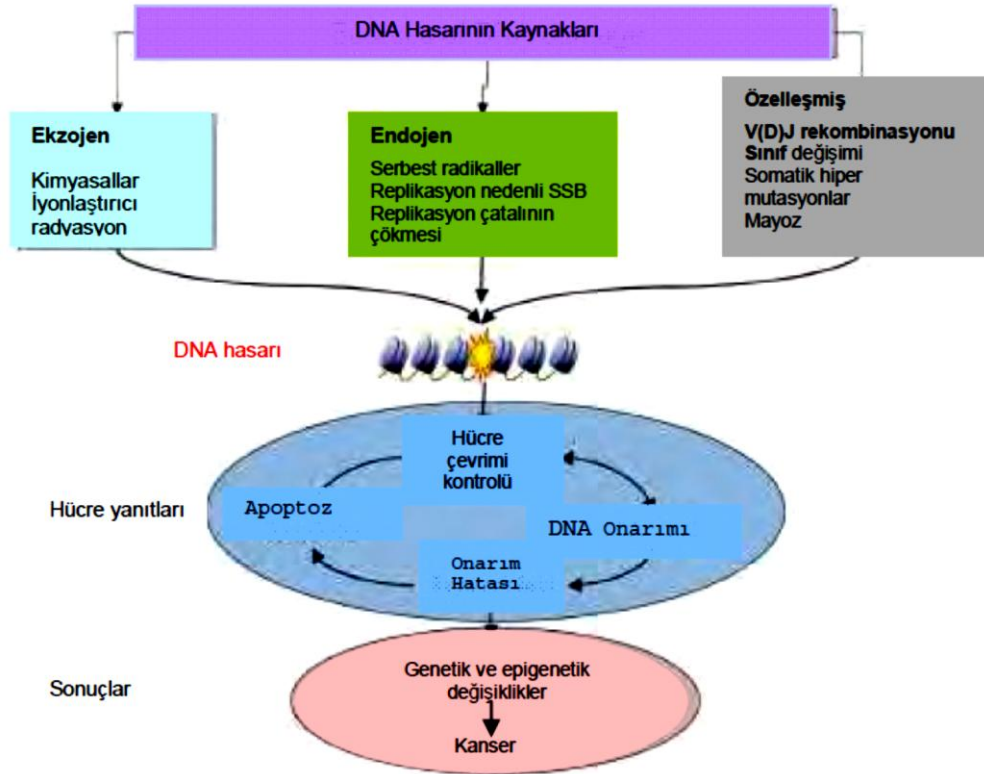 DNA Hasarının Kaynakları
Ekzojen
Kimyasallar
İyonlaştırıcı
radyasyon
Endojen
Serbest radikaller
Replikasyon nedenli SSB
Replikasyon çatalının
çökmesi
Özelleşmiş
V(D)J rekombinasyonu
Sınıf değişimi
Somatik hiper
mutasyonlar
Mayoz
DNA hasarı
Hücre
çevrimi
kontrolü
Hücre yanıtları
Apoptoz
DNA Onarımı
Onarım
Hatası
Sonuçlar
Genetik ve epigenetik
değişiklikler
Kanser